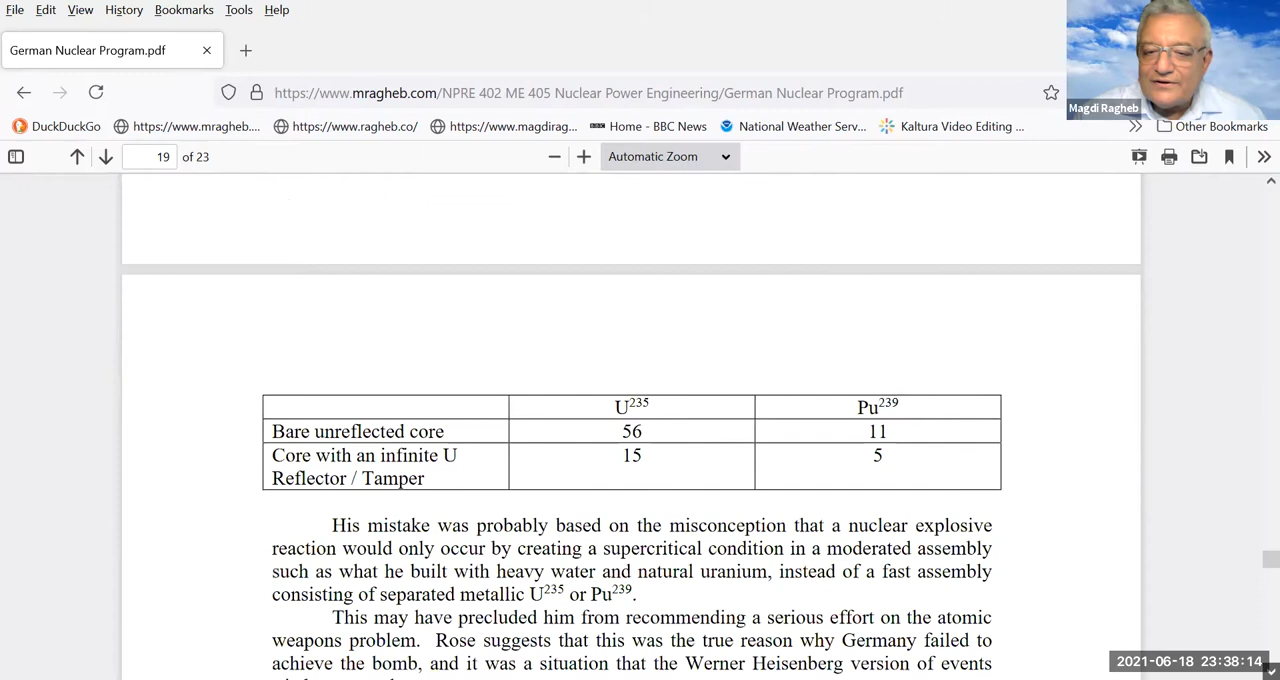 File Edit View History Bookmarks Tools Help
German Nuclear Program.pdf
https://www.mragheb.com/NPRE 402 ME 405 Nuclear Power Engineering/German Nuclear Program.pdf
Magdi Ragheb
DuckDuckGo https://www.mragheb.... https://www.ragheb.co/ https://www.magdirag... Home - BBC News National Weather Serv... Kaltura Video Editing ... Other Bookmarks
19 of 23 Automatic Zoom
U235 Pu239
Bare unreflected core 56 11
Core with an infinite U 15 5
Reflector / Tamper
His mistake was probably based on the misconception that a nuclear explosive
reaction would only occur by creating a supercritical condition in a moderated assembly
such as what he built with heavy water and natural uranium, instead of a fast assembly
consisting of separated metallic U235 or Pu239.
This may have precluded him from recommending a serious effort on the atomic
weapons problem. Rose suggests that this was the true reason why Germany failed to
achieve the bomb, and it was a situation that the Werner Heisenberg version of events
2021-06-18 23:38:14